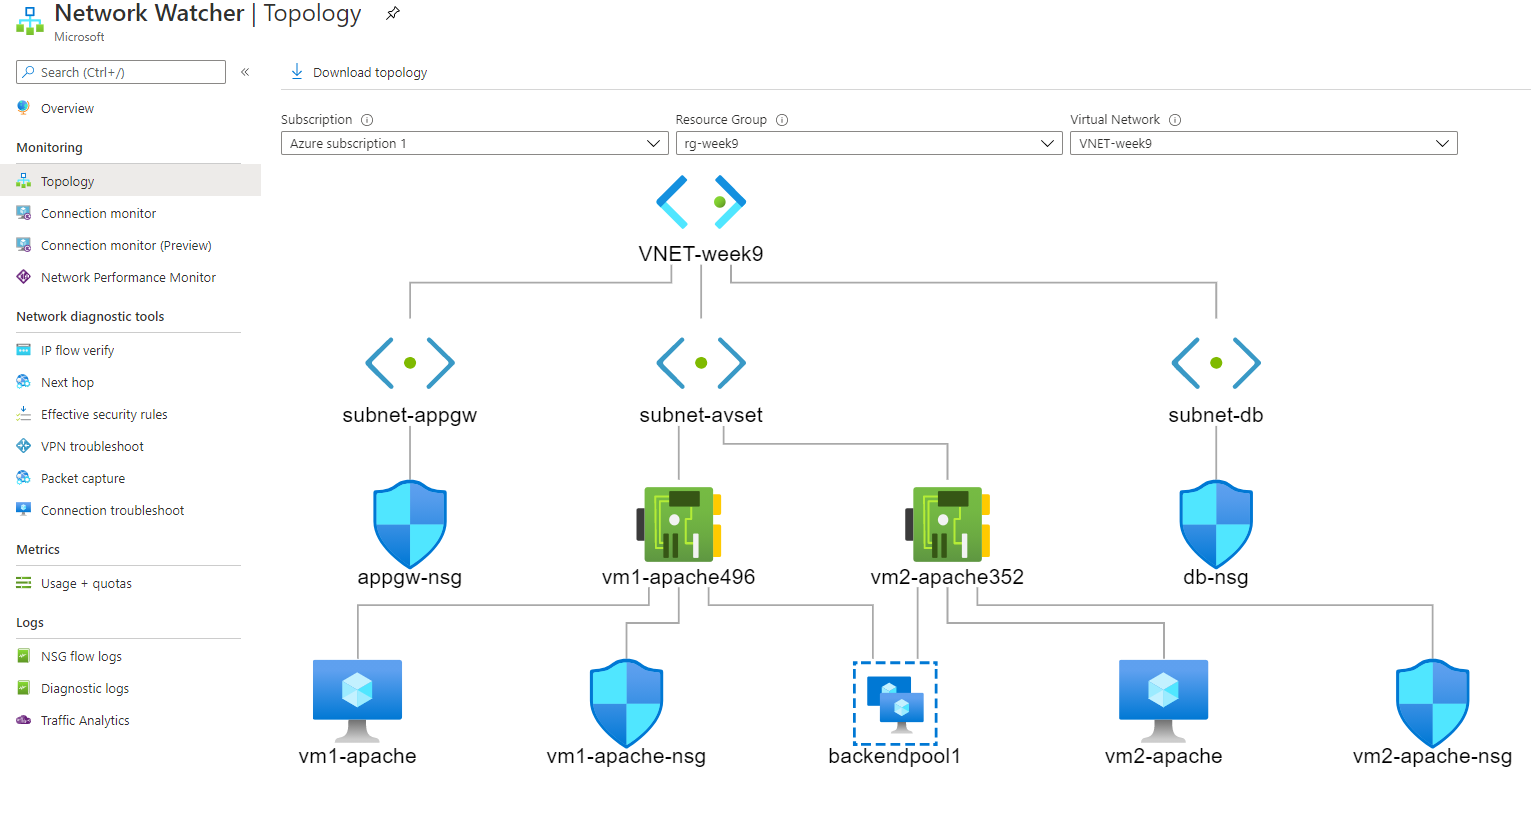 Network Watcher | Topology
Microsoft
Search (Ctrl+/)
«
Overview
Monitoring
Topology
Connection monitor
Connection monitor (Preview)
Network Performance Monitor
Network diagnostic tools
IP flow verify
Next hop
Effective security rules
VPN troubleshoot
Packet capture
Connection troubleshoot
Metrics
Usage + quotas
Logs
NSG flow logs
Diagnostic logs
Traffic Analytics
Download topology
Subscription
Resource Group
Virtual Network
Azure subscription 1
rg-week9
VNET-week9
VNET-week9
subnet-appgw
subnet-avset
subnet-db
appgw-nsg
vm1-apache496
vm2-apache352
db-nsg
vm1-apache
vm1-apache-nsg
backendpool1
vm2-apache
vm2-apache-nsg